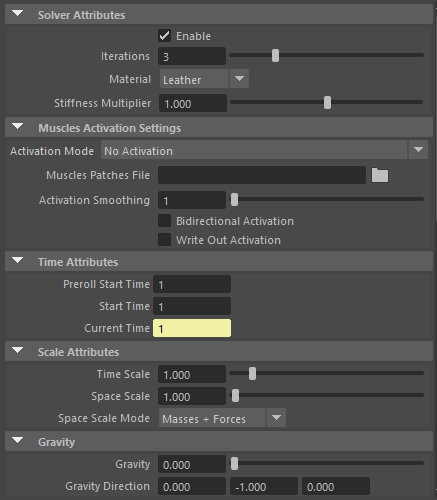 Solver Attributes
Enable
Iterations 3
Material Leather
Stiffness Multiplier 1.000
Muscles Activation Settings
Activation Mode No Activation
Muscles Patches File
Activation Smoothing 1
Bidirectional Activation
Write Out Activation
Time Attributes
Preroll Start Time 1
Start Time 1
Current Time 1
Scale Attributes
Time Scale 1.000
Space Scale 1.000
Space Scale Mode Masses + Forces
Gravity
Gravity 0.000
Gravity Direction 0.000 -1.000 0.000